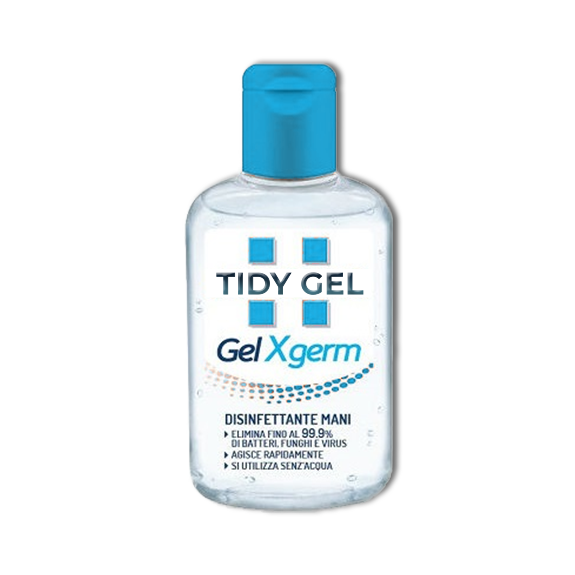 TIDY GEL
Gel Xgerm
DISINFETTANTE MANI
ELIMINA FINO AL 99.9%
DI BATTERI, FUNGHI E VIRUS
AGISCE RAPIDAMENTE
SI UTILIZZA SENZ'ACQUA